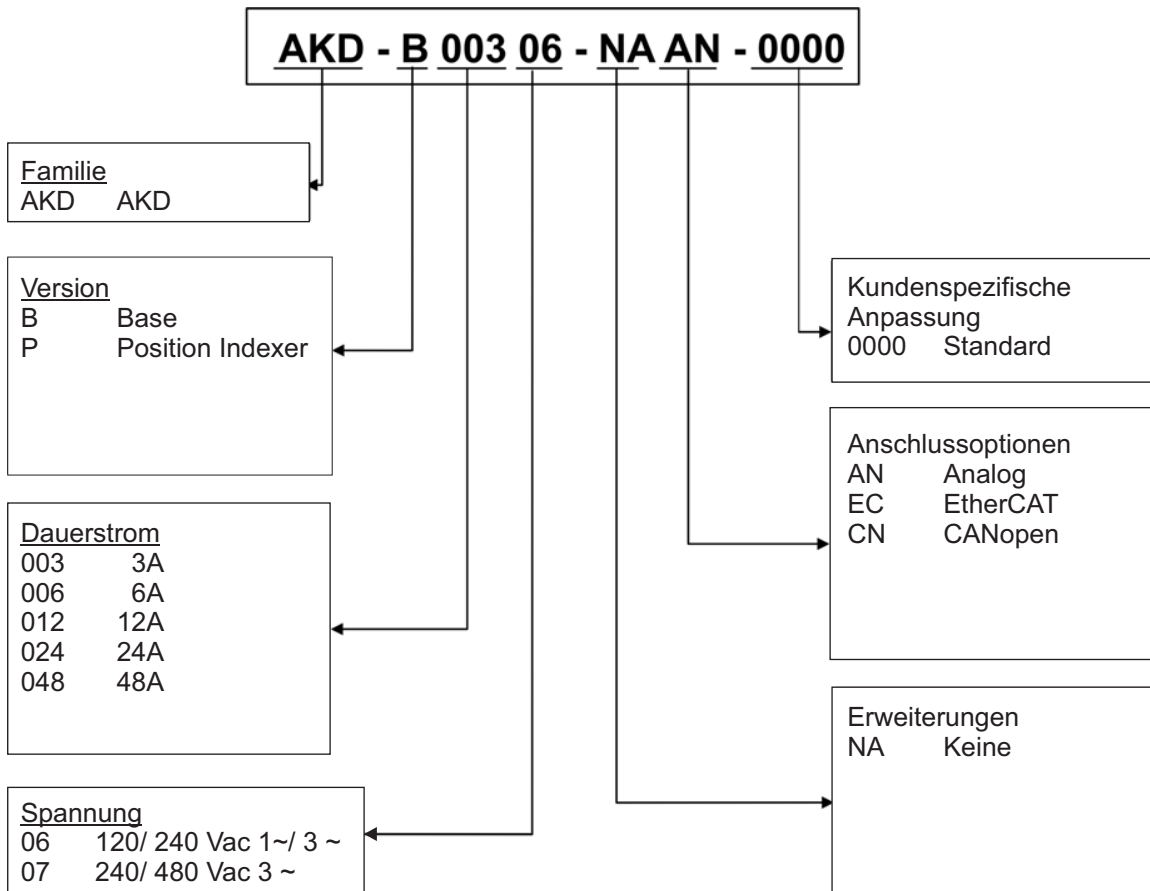 AKD - B 003 06 - NA AN - 0000
Familie
AKD AKD
Version
B Base
P Position Indexer
Dauerstrom
003 3A
006 6A
012 12A
024 24A
048 48A
Spannung
06 120/ 240 Vac 1~/ 3 ~
07 240/ 480 Vac 3 ~
Kundenspezifische
Anpassung
0000 Standard
Anschlussoptionen
AN Analog
EC EtherCAT
CN CANopen
Erweiterungen
NA Keine